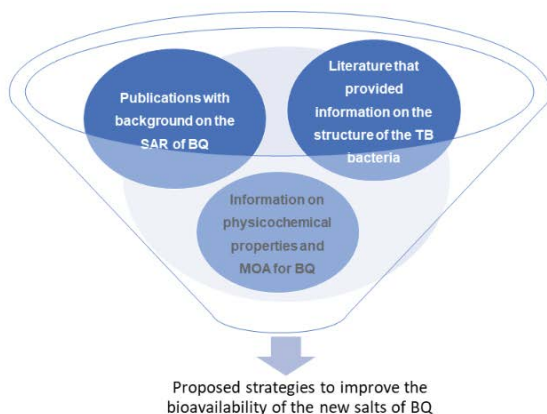 Publications with
background on the
SAR of BQ
Literature that
provided
information on the
structure of the TB
bacteria
Information on
physicochemical
properties and
MOA for BQ
Proposed strategies to improve the
bioavailability of the new salts of BQ